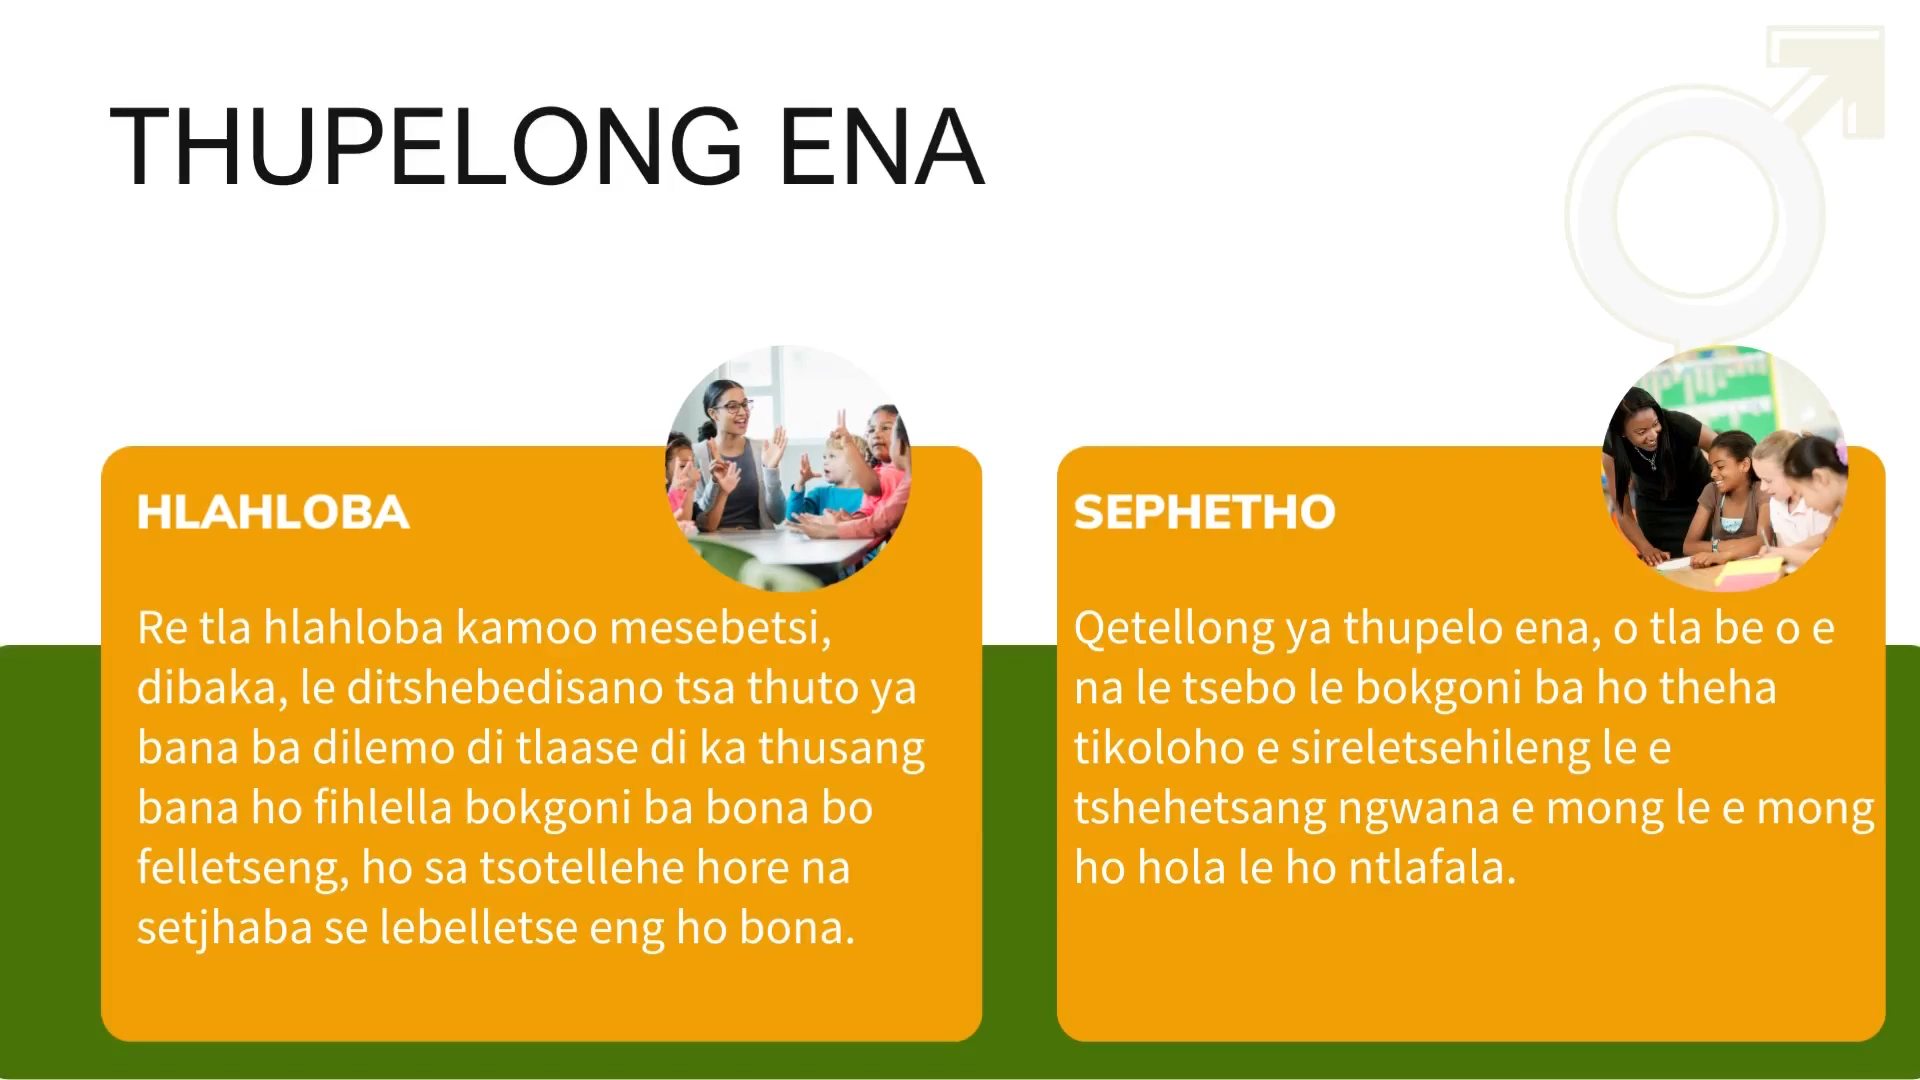 THUPELONG ENA
HLAHLOBA
Re tla hlahloba kamoo mesebetsi,
dibaka, le ditshebedisano tsa thuto ya
bana ba dilemo di tlaase di ka thusang
bana ho fihlella bokgoni ba bona bo
felletseng, ho sa tsotellehe hore na
setjhaba se lebelletse eng ho bona.
SEPHETHO
Qetellong ya thupelo ena, o tla be o e
na le tsebo le bokgoni ba ho theha
tikoloho e sireletsehileng le e
tshehetsang ngwana e mong le e mong
ho hola le ho ntlafala.